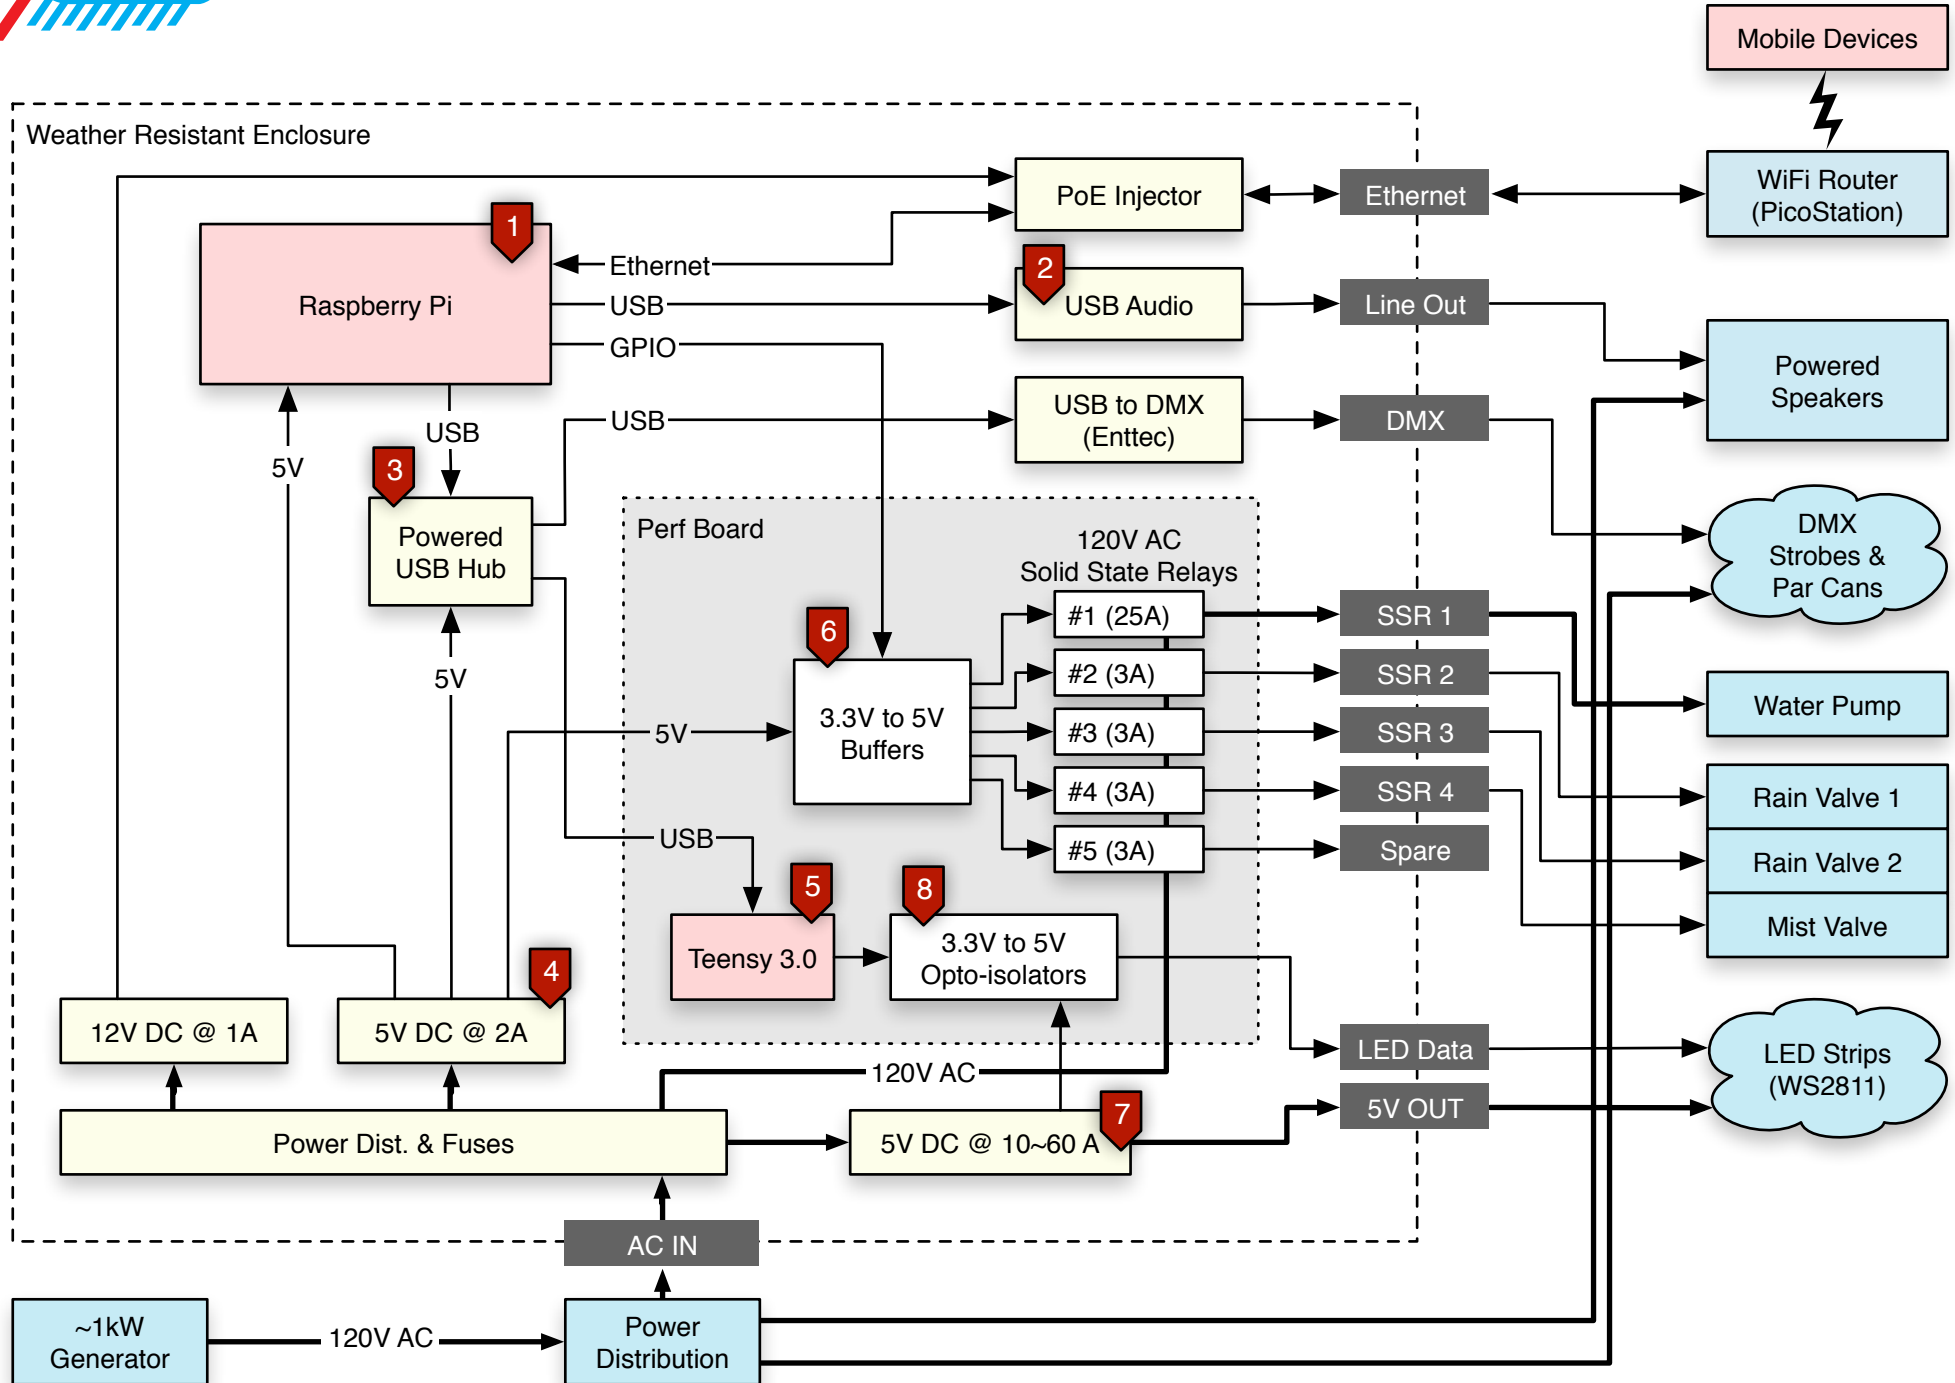 Mobile Devices
Weather Resistant Enclosure
PoE Injector
Ethernet
WiFi Router
(PicoStation)
1
Raspberry Pi
Ethernet
2
USB
USB Audio
Line Out
GPIO
Powered
Speakers
USB
USB to DMX
(Enttec)
DMX
USB
5V
3
Powered
USB Hub
Perf Board
120V AC
Solid State Relays
DMX
Strobes &
Par Cans
#1 (25A)
SSR 1
6
#2 (3A)
SSR 2
5V
Water Pump
3.3V to 5V
Buffers
5V
#3 (3A)
SSR 3
#4 (3A)
SSR 4
Rain Valve 1
USB
#5 (3A)
Spare
Rain Valve 2
5
8
Mist Valve
Teensy 3.0
3.3V to 5V
Opto-isolators
4
12V DC @ 1A
5V DC @ 2A
LED Data
LED Strips
(WS2811)
120V AC
5V OUT
7
Power Dist. & Fuses
5V DC @ 10~60 A
AC IN
~1kW
Generator
120V AC
Power
Distribution